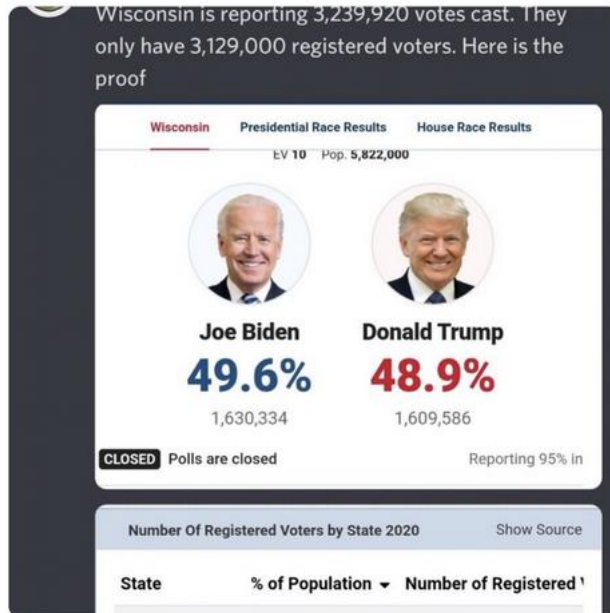 Wisconsin is reporting 3,239,920 votes cast. They
only have 3,129,000 registered voters. Here is the
proof
Wisconsin Presidential Race Results House Race Results
EV 10 Pop. 5,822,000
Joe Biden Donald Trump
49.6% 48.9%
1,630,334 1,609,586
CLOSED Polls are closed Reporting 95% in
Number Of Registered Voters by State 2020 Show Source
State % of Population Number of Registered